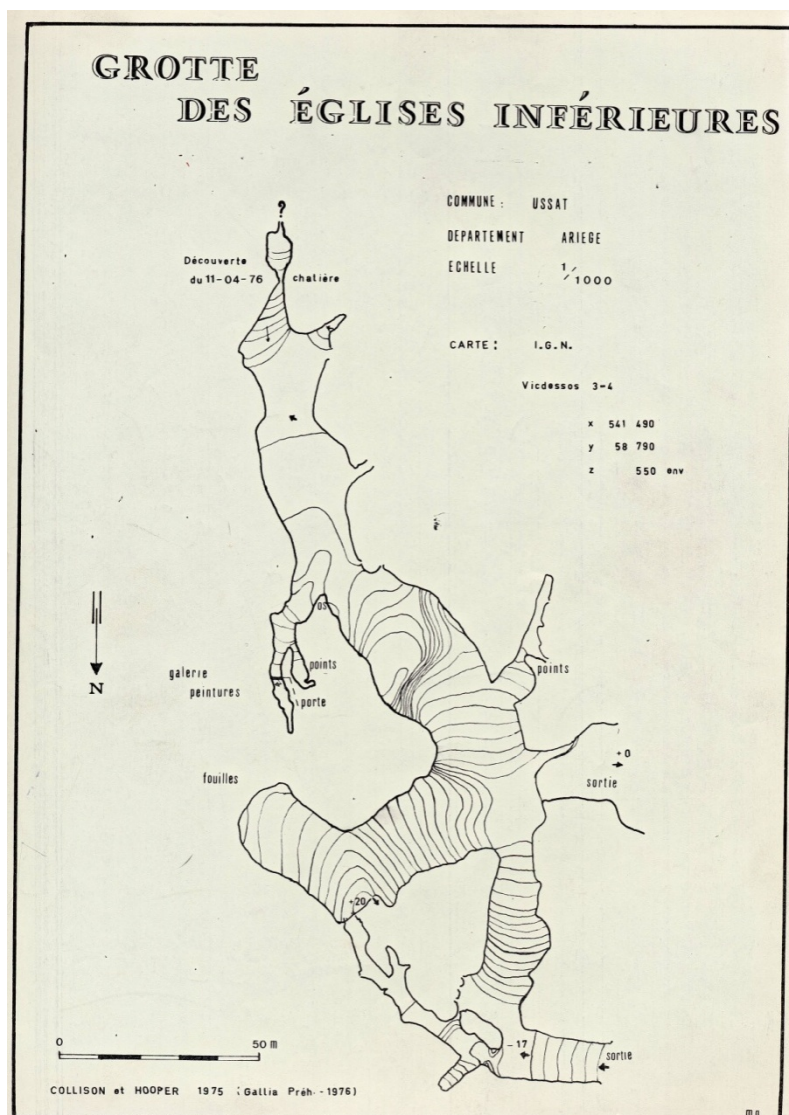 GROTTE
DES ÉGLISES INFÉRIEURES
COMMUNE : USSAT
DEPARTEMENT ARIEGE
ECHELLE 1/1000
CARTE : I.G.N.
Vicdessos 3-4
x 541 490
y 58 790
z 550 env
?
Découverte
du 11-04-76 chatière
os
points
galerie
peintures
porte
N
points
+0
sortie
fouilles
+20
-17
sortie
0 50 m
COLLISON et HOOPER 1975 : (Gallia Préh.-1976)
m.g